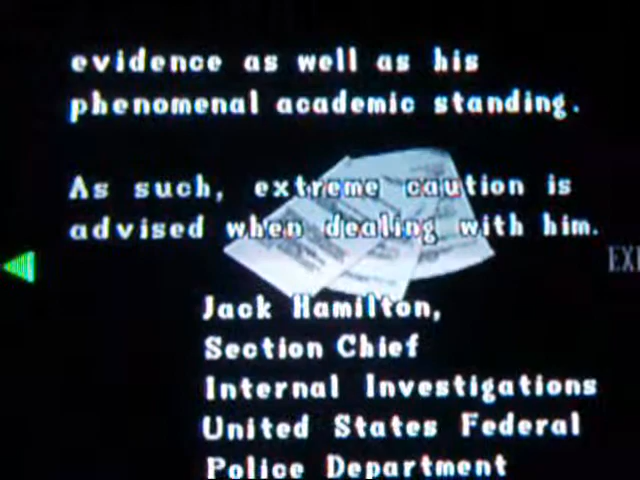 evidence as well as his
phenomenal academic standing.
As such, extreme caution is
advised when dealing with him.
EXI
Jack Hamilton,
Section Chief
Internal Investigations
United States Federal
Police Department